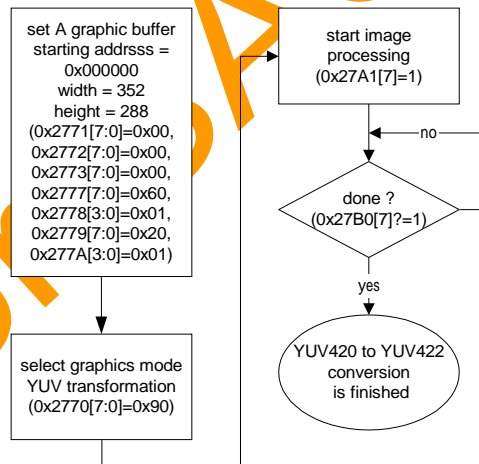 set A graphic buffer
starting addrsss =
0x000000
width = 352
height = 288
(0x2771[7:0]=0x00,
0x2772[7:0]=0x00,
0x2773[7:0]=0x00,
0x2777[7:0]=0x60,
0x2778[3:0]=0x01,
0x2779[7:0]=0x20,
0x277A[3:0]=0x01)
select graphics mode
YUV transformation
(0x2770[7:0]=0x90)
start image
processing
(0x27A1[7]=1)
no
done ?
(0x27B0[7]?=1)
yes
YUV420 to YUV422
conversion
is finished